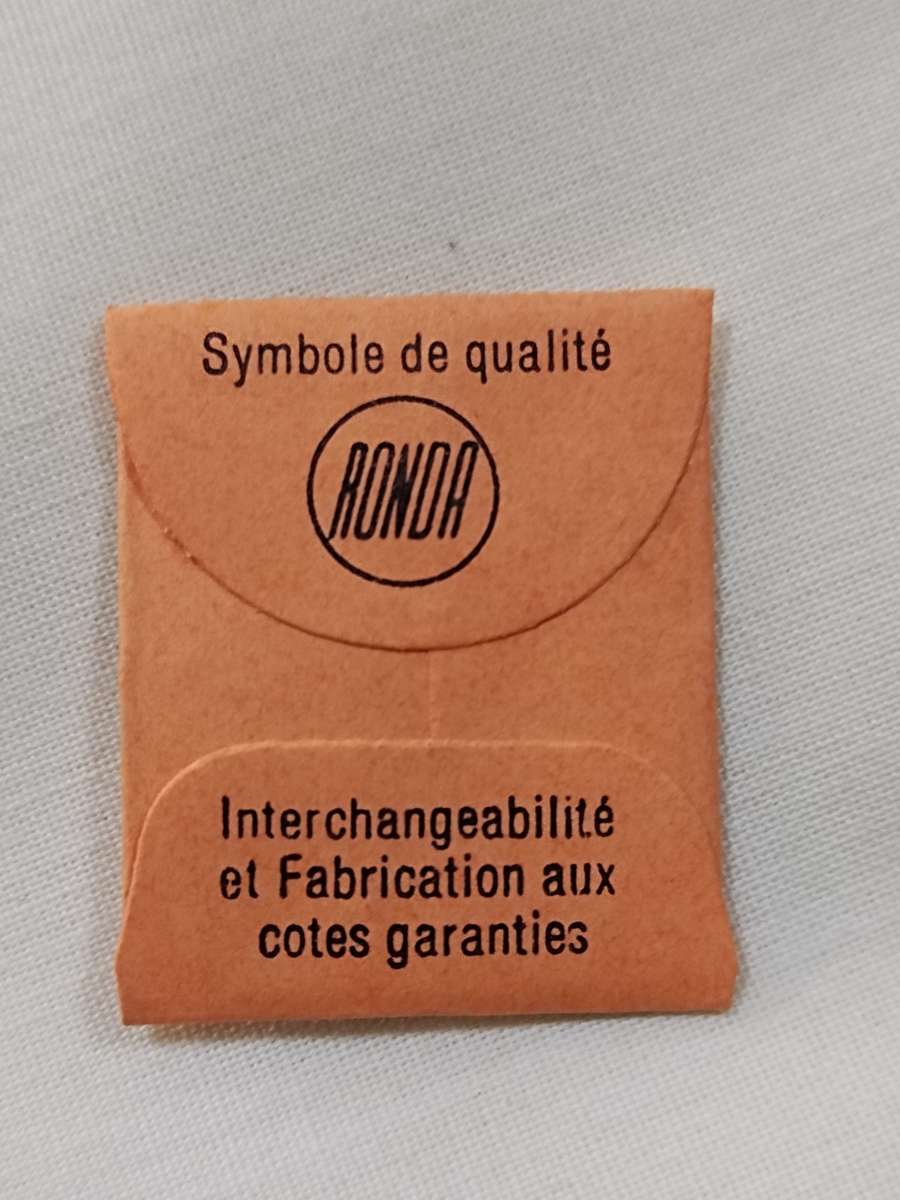 Symbole de qualité
RONDA
Interchangeabilité
et Fabrication aux
cotes garanties